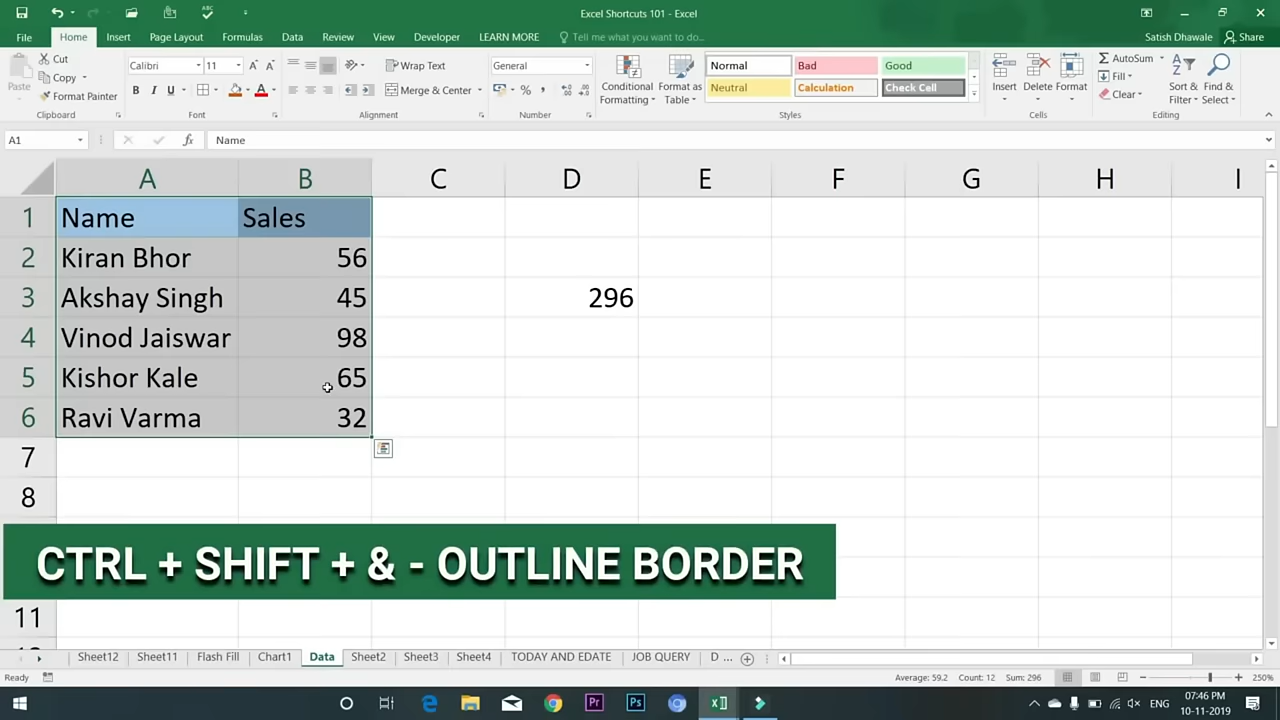 Excel Shortcuts 101 - Excel
File Home Insert Page Layout Formulas Data Review View Developer LEARN MORE Tell me what you want to do... Satish Dhawale Share
Paste
Cut
Copy
Format Painter
Clipboard
Calibri 11
B I U
Font
Wrap Text
Merge & Center
Alignment
General
%
Number
Conditional Formatting
Format as Table
Normal Bad Good
Neutral Calculation Check Cell
Styles
Insert Delete Format
Cells
AutoSum
Fill
Clear
Sort & Filter
Find & Select
Editing
A1 fx Name
A B C D E F G H I
1 Name Sales
2 Kiran Bhor 56
3 Akshay Singh 45 296
4 Vinod Jaiswar 98
5 Kishor Kale 65
6 Ravi Varma 32
7
8
CTRL + SHIFT + & - OUTLINE BORDER
11
Sheet12 Sheet11 Flash Fill Chart1 Data Sheet2 Sheet3 Sheet4 TODAY AND EDATE JOB QUERY D ...
Ready Average: 59.2 Count: 12 Sum: 296 250%
Pr Ps ENG 07:46 PM
10-11-2019